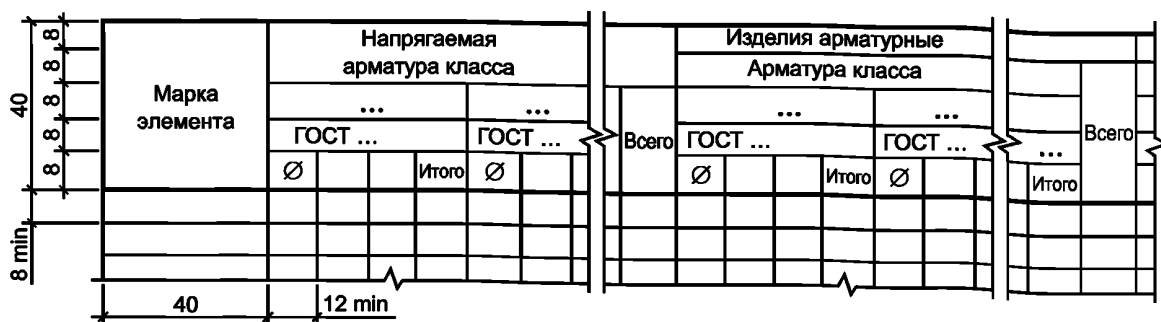 40
8
8
8
8
8
8 min
Марка
элемента
Напрягаемая
арматура класса
...
...
ГОСТ ...
ГОСТ ...
Ø
Итого
Ø
Всего
Изделия арматурные
Арматура класса
...
...
ГОСТ ...
ГОСТ ...
...
Ø
Итого
Ø
Итого
Всего
40
12 min